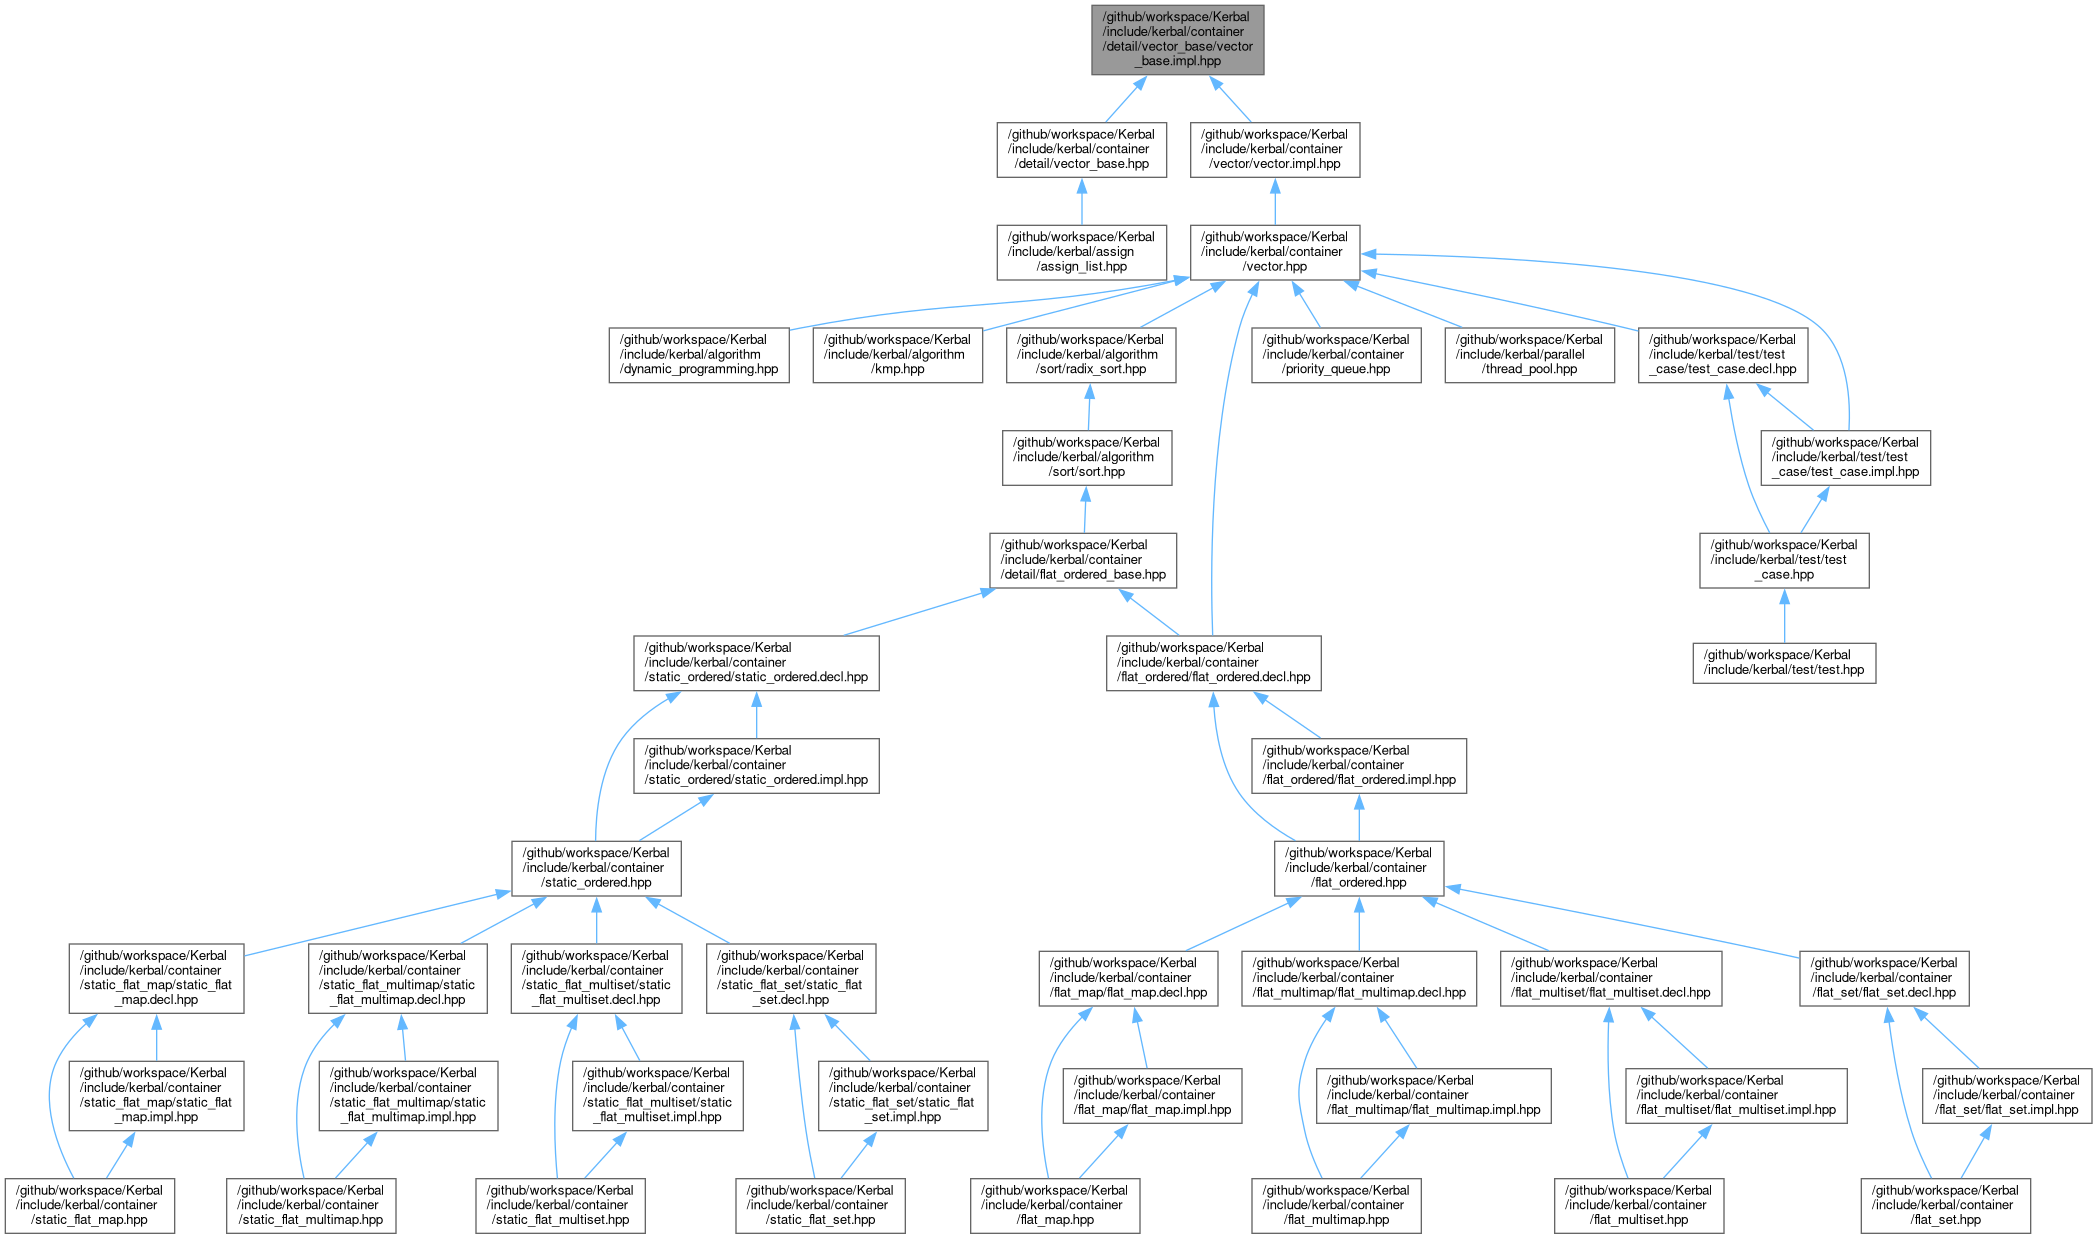 /github/workspace/Kerbal
/include/kerbal/container
/detail/vector_base/vector
_base.impl.hpp
/github/workspace/Kerbal
/include/kerbal/container
/detail/vector_base.hpp
/github/workspace/Kerbal
/include/kerbal/container
/vector/vector.impl.hpp
/github/workspace/Kerbal
/include/kerbal/assign
/assign_list.hpp
/github/workspace/Kerbal
/include/kerbal/container
/vector.hpp
/github/workspace/Kerbal
/include/kerbal/algorithm
/dynamic_programming.hpp
/github/workspace/Kerbal
/include/kerbal/algorithm
/kmp.hpp
/github/workspace/Kerbal
/include/kerbal/algorithm
/sort/radix_sort.hpp
/github/workspace/Kerbal
/include/kerbal/container
/priority_queue.hpp
/github/workspace/Kerbal
/include/kerbal/parallel
/thread_pool.hpp
/github/workspace/Kerbal
/include/kerbal/test/test
_case/test_case.decl.hpp
/github/workspace/Kerbal
/include/kerbal/algorithm
/sort/sort.hpp
/github/workspace/Kerbal
/include/kerbal/test/test
_case/test_case.impl.hpp
/github/workspace/Kerbal
/include/kerbal/container
/detail/flat_ordered_base.hpp
/github/workspace/Kerbal
/include/kerbal/test/test
_case.hpp
/github/workspace/Kerbal
/include/kerbal/container
/static_ordered/static_ordered.decl.hpp
/github/workspace/Kerbal
/include/kerbal/container
/flat_ordered/flat_ordered.decl.hpp
/github/workspace/Kerbal
/include/kerbal/test/test.hpp
/github/workspace/Kerbal
/include/kerbal/container
/static_ordered/static_ordered.impl.hpp
/github/workspace/Kerbal
/include/kerbal/container
/flat_ordered/flat_ordered.impl.hpp
/github/workspace/Kerbal
/include/kerbal/container
/static_ordered.hpp
/github/workspace/Kerbal
/include/kerbal/container
/flat_ordered.hpp
/github/workspace/Kerbal
/include/kerbal/container
/static_flat_map/static_flat
_map.decl.hpp
/github/workspace/Kerbal
/include/kerbal/container
/static_flat_multimap/static
_flat_multimap.decl.hpp
/github/workspace/Kerbal
/include/kerbal/container
/static_flat_multiset/static
_flat_multiset.decl.hpp
/github/workspace/Kerbal
/include/kerbal/container
/static_flat_set/static_flat
_set.decl.hpp
/github/workspace/Kerbal
/include/kerbal/container
/flat_map/flat_map.decl.hpp
/github/workspace/Kerbal
/include/kerbal/container
/flat_multimap/flat_multimap.decl.hpp
/github/workspace/Kerbal
/include/kerbal/container
/flat_multiset/flat_multiset.decl.hpp
/github/workspace/Kerbal
/include/kerbal/container
/flat_set/flat_set.decl.hpp
/github/workspace/Kerbal
/include/kerbal/container
/static_flat_map/static_flat
_map.impl.hpp
/github/workspace/Kerbal
/include/kerbal/container
/static_flat_multimap/static
_flat_multimap.impl.hpp
/github/workspace/Kerbal
/include/kerbal/container
/static_flat_multiset/static
_flat_multiset.impl.hpp
/github/workspace/Kerbal
/include/kerbal/container
/static_flat_set/static_flat
_set.impl.hpp
/github/workspace/Kerbal
/include/kerbal/container
/flat_map/flat_map.impl.hpp
/github/workspace/Kerbal
/include/kerbal/container
/flat_multimap/flat_multimap.impl.hpp
/github/workspace/Kerbal
/include/kerbal/container
/flat_multiset/flat_multiset.impl.hpp
/github/workspace/Kerbal
/include/kerbal/container
/flat_set/flat_set.impl.hpp
/github/workspace/Kerbal
/include/kerbal/container
/static_flat_map.hpp
/github/workspace/Kerbal
/include/kerbal/container
/static_flat_multimap.hpp
/github/workspace/Kerbal
/include/kerbal/container
/static_flat_multiset.hpp
/github/workspace/Kerbal
/include/kerbal/container
/static_flat_set.hpp
/github/workspace/Kerbal
/include/kerbal/container
/flat_map.hpp
/github/workspace/Kerbal
/include/kerbal/container
/flat_multimap.hpp
/github/workspace/Kerbal
/include/kerbal/container
/flat_multiset.hpp
/github/workspace/Kerbal
/include/kerbal/container
/flat_set.hpp